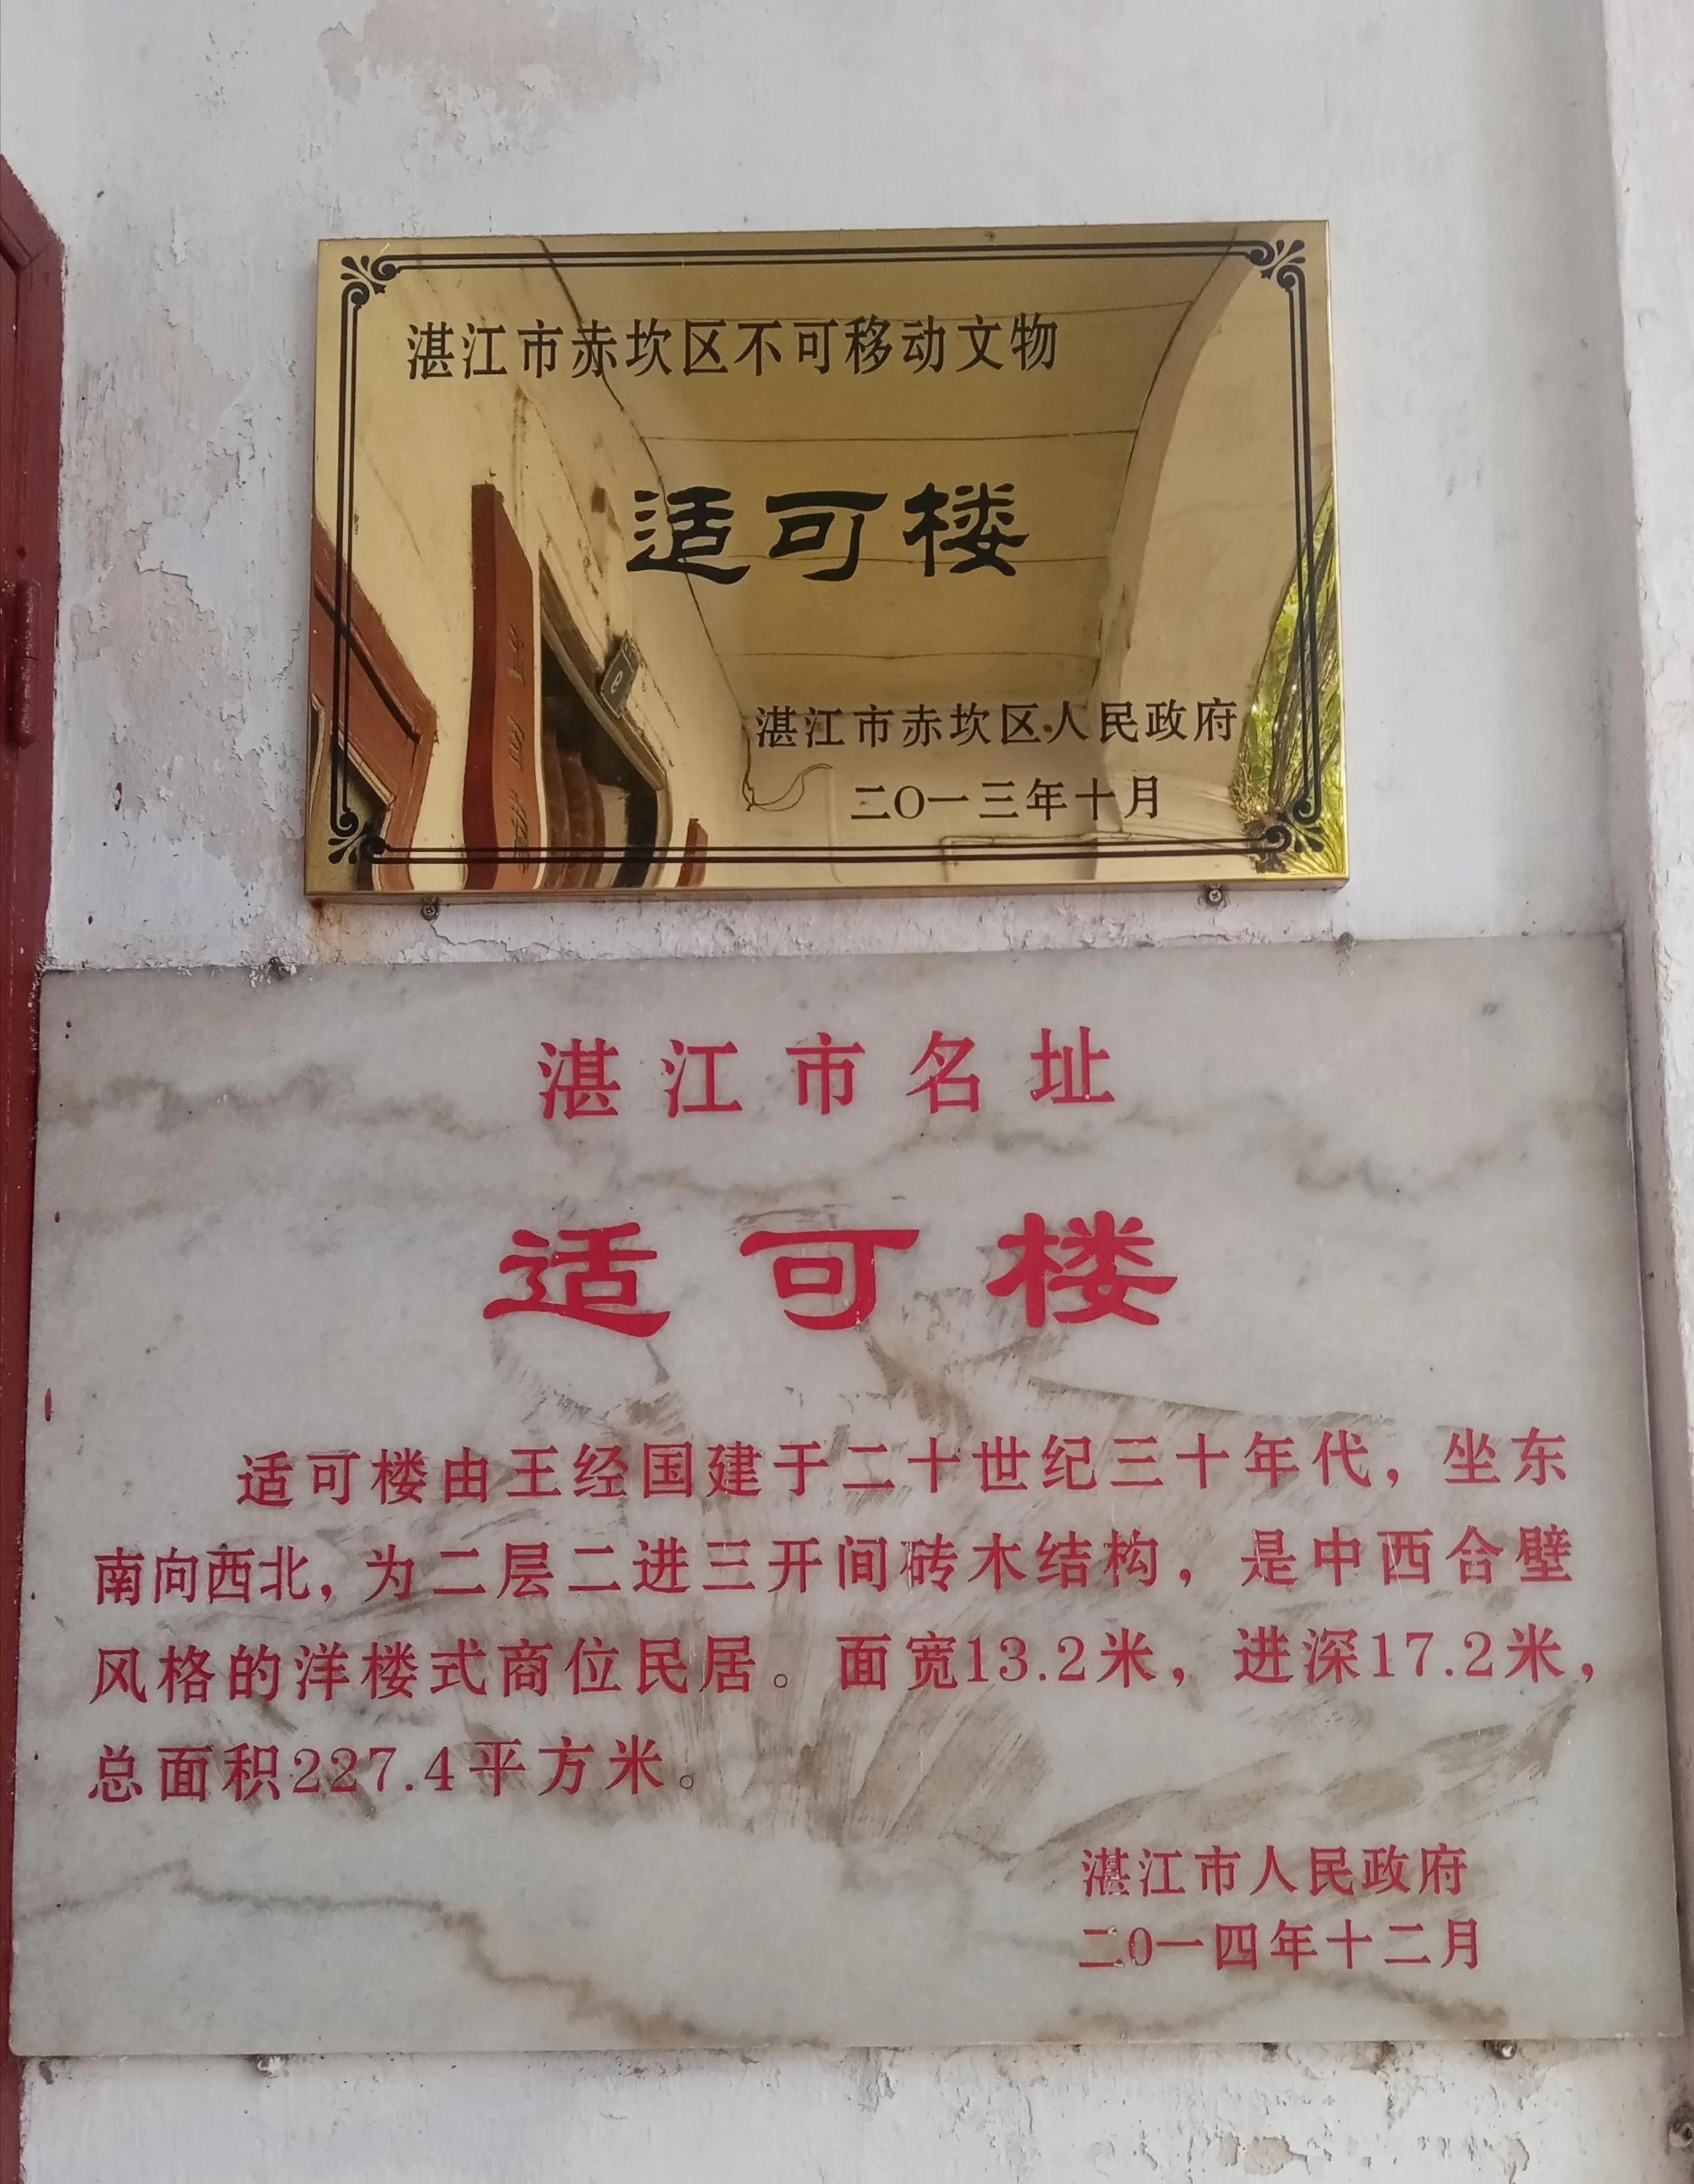 湛江市赤坎区不可移动文物
适可楼
湛江市赤坎区人民政府
二〇一三年十月
湛江市名址
适可楼
适可楼由王经国建于二十世纪三十年代，坐东
南向西北，为二层二进三开间砖木结构，是中西合壁
风格的洋楼式商位民居。面宽13.2米，进深17.2米，
总面积227.4平方米。
湛江市人民政府
二0一四年十二月